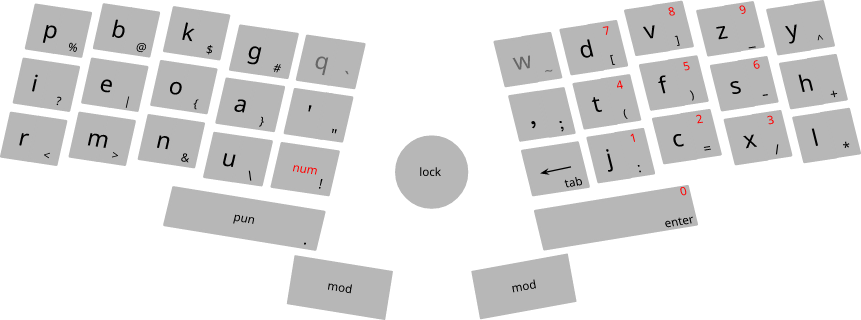 p % b @ k $ g # q `
i ? e | o { a } ' "
r < m > n & u \ num !
pun .
mod
lock
w ~ d 7 [ v 8 ] z 9 _ y ^
, ; t 4 ( f 5 ) s 6 - h +
← tab j 1 : c 2 = x 3 / l *
0 enter
mod